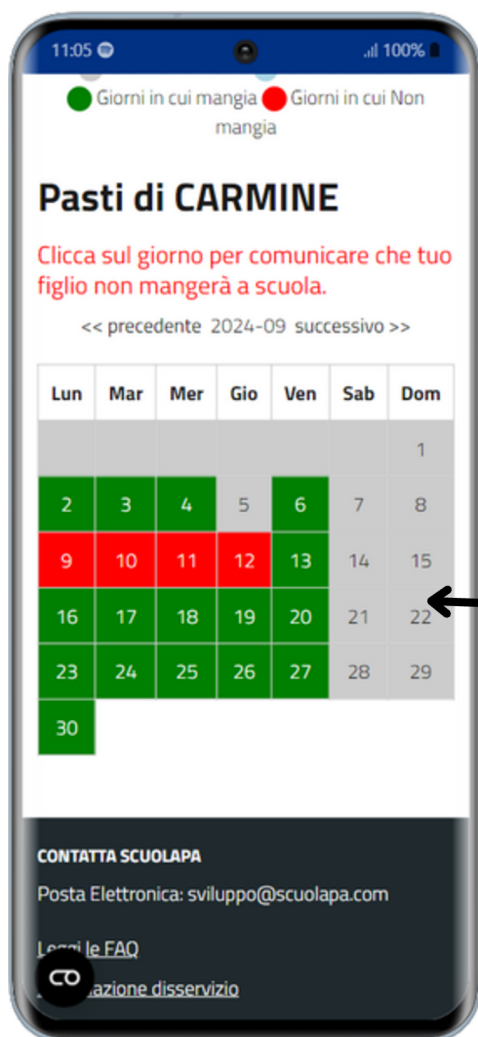 11:05 100%
Giorni in cui mangia Giorni in cui Non
mangia
Pasti di CARMINE
Clicca sul giorno per comunicare che tuo
figlio non mangerà a scuola.
<< precedente 2024-09 successivo >>
Lun Mar Mer Gio Ven Sab Dom
1
2 3 4 5 6 7 8
9 10 11 12 13 14 15
16 17 18 19 20 21 22
23 24 25 26 27 28 29
30
CONTATTA SCUOLAPA
Posta Elettronica: sviluppo@scuolapa.com
Leggi le FAQ
azione disservizio